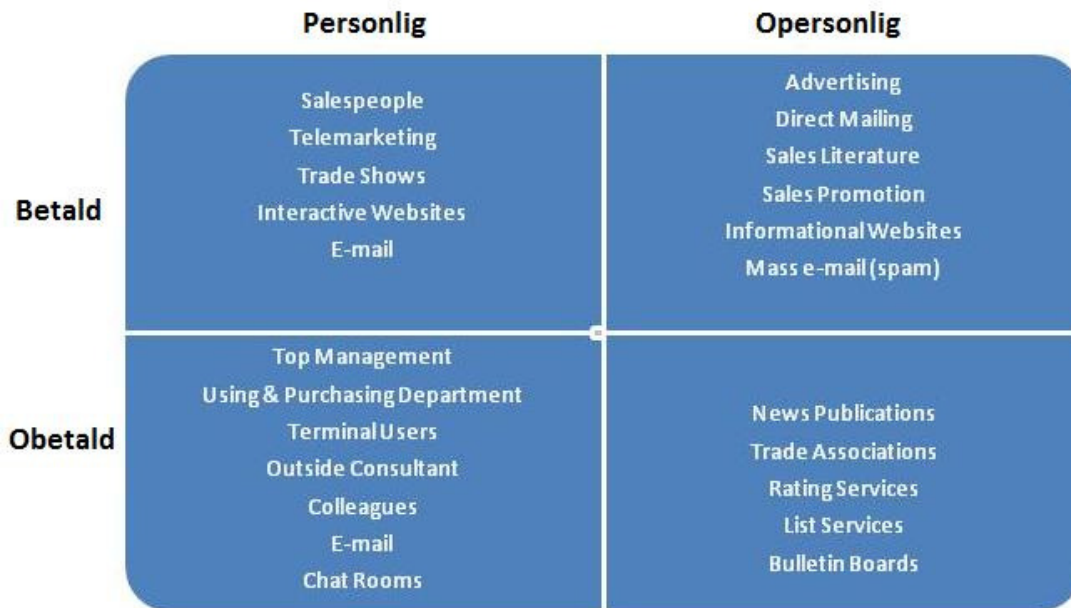 Personlig
Opersonlig
Betald
Salespeople
Telemarketing
Trade Shows
Interactive Websites
E-mail
Advertising
Direct Mailing
Sales Literature
Sales Promotion
Informational Websites
Mass e-mail (spam)
Obetald
Top Management
Using & Purchasing Department
Terminal Users
Outside Consultant
Colleagues
E-mail
Chat Rooms
News Publications
Trade Associations
Rating Services
List Services
Bulletin Boards